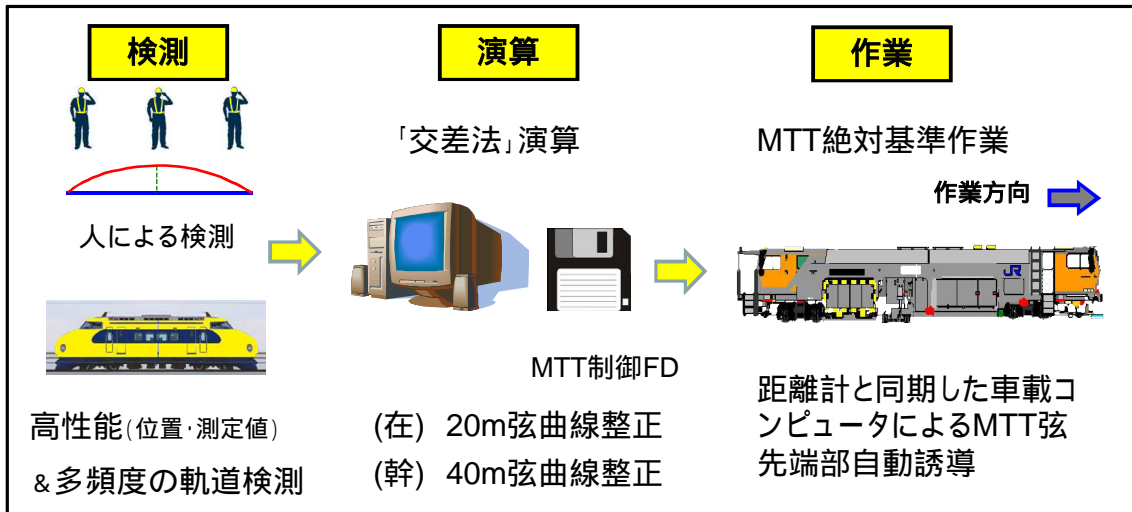 検測
人による検測
高性能(位置・測定値)
&多頻度の軌道検測
演算
「交差法」演算
MTT制御FD
(在) 20m弦曲線整正
(幹) 40m弦曲線整正
作業
MTT絶対基準作業
作業方向
JR
距離計と同期した車載コ
ンピュータによるMTT弦
先端部自動誘導